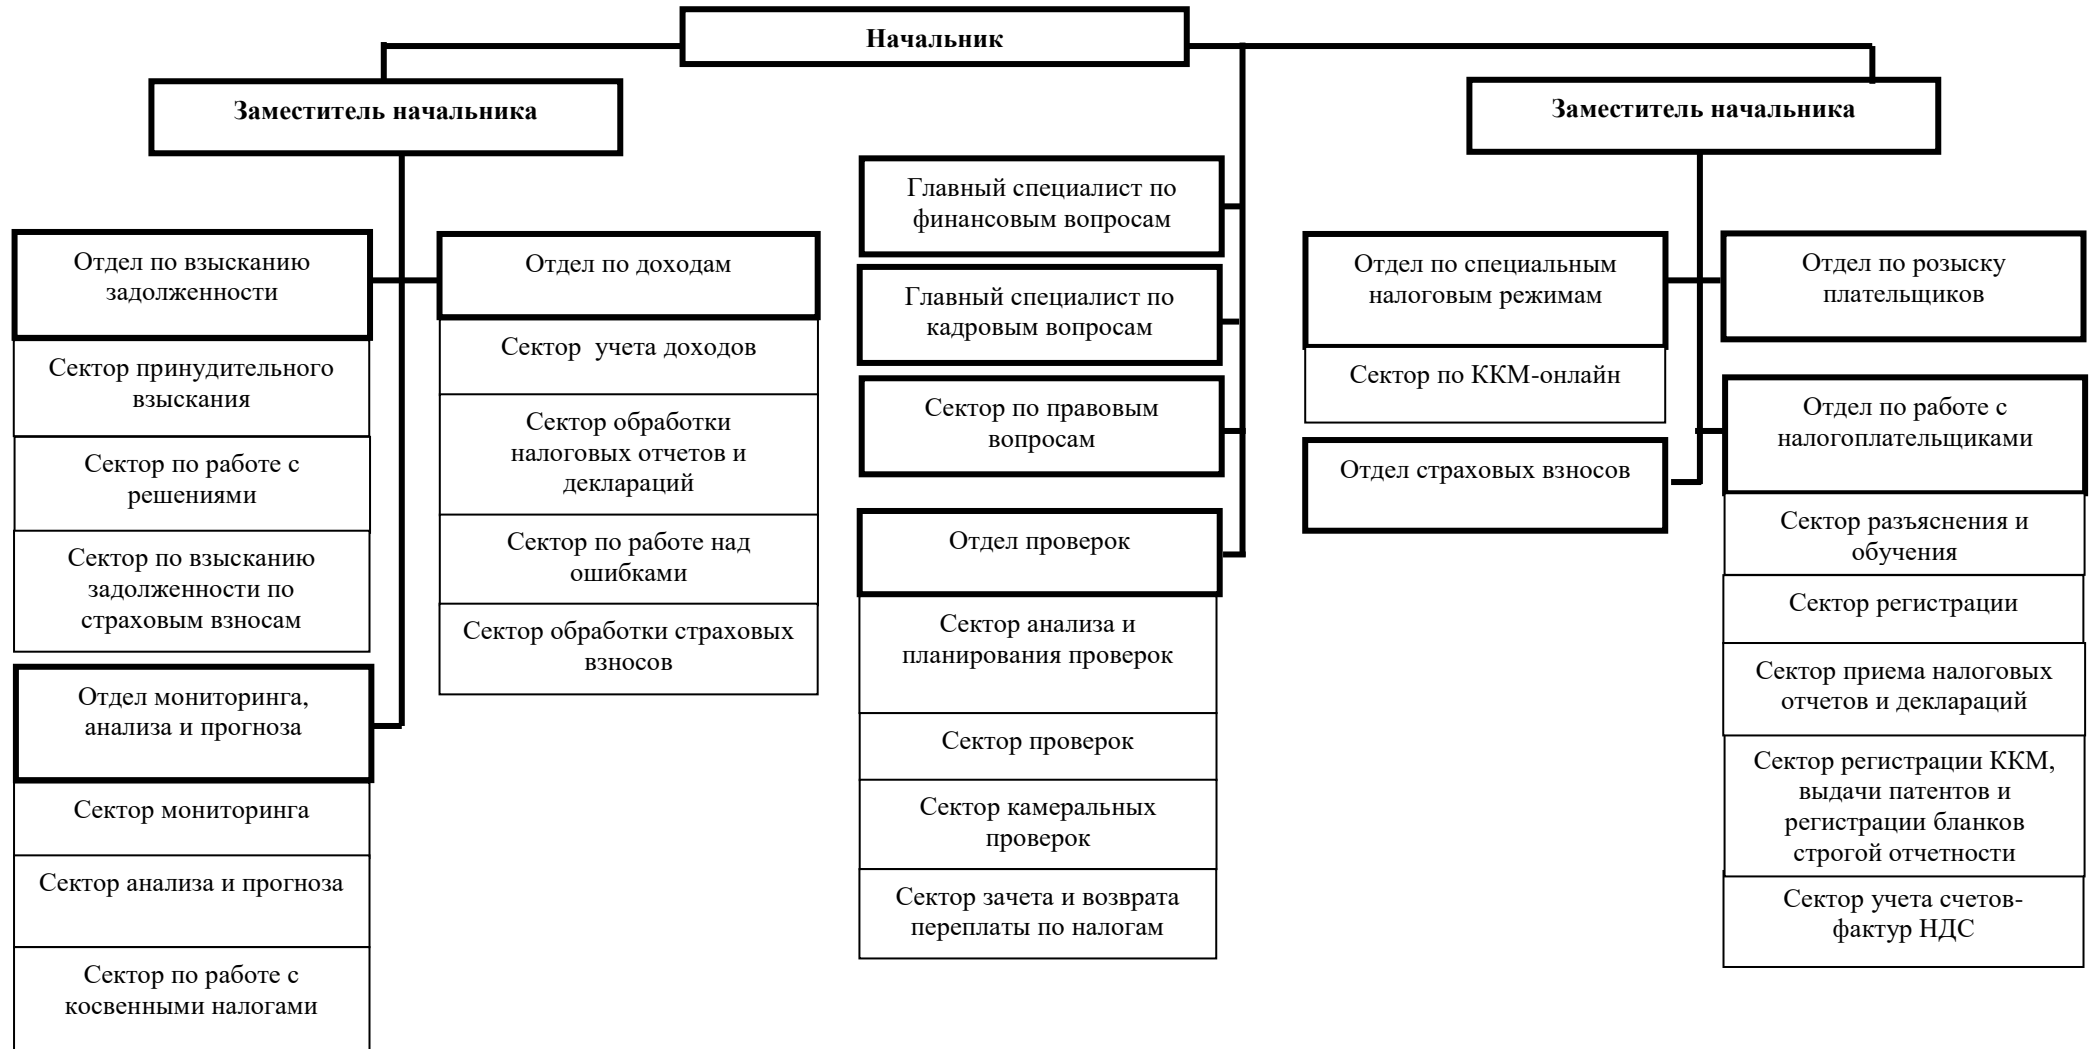 Начальник
Заместитель начальника
Заместитель начальника
Отдел по взысканию
задолженности
Сектор принудительного
взыскания
Сектор по работе с
решениями
Сектор по взысканию
задолженности по
страховым взносам
Отдел мониторинга,
анализа и прогноза
Сектор мониторинга
Сектор анализа и прогноза
Сектор по работе с
косвенными налогами
Отдел по доходам
Сектор учета доходов
Сектор обработки
налоговых отчетов и
деклараций
Сектор по работе над
ошибками
Сектор обработки страховых
взносов
Главный специалист по
финансовым вопросам
Главный специалист по
кадровым вопросам
Сектор по правовым
вопросам
Отдел проверок
Сектор анализа и
планирования проверок
Сектор проверок
Сектор камеральных
проверок
Сектор зачета и возврата
переплаты по налогам
Отдел по специальным
налоговым режимам
Сектор по ККМ-онлайн
Отдел страховых взносов
Отдел по розыску
плательщиков
Отдел по работе с
налогоплательщиками
Сектор разъяснения и
обучения
Сектор регистрации
Сектор приема налоговых
отчетов и деклараций
Сектор регистрации ККМ,
выдачи патентов и
регистрации бланков
строгой отчетности
Сектор учета счетов-
фактур НДС